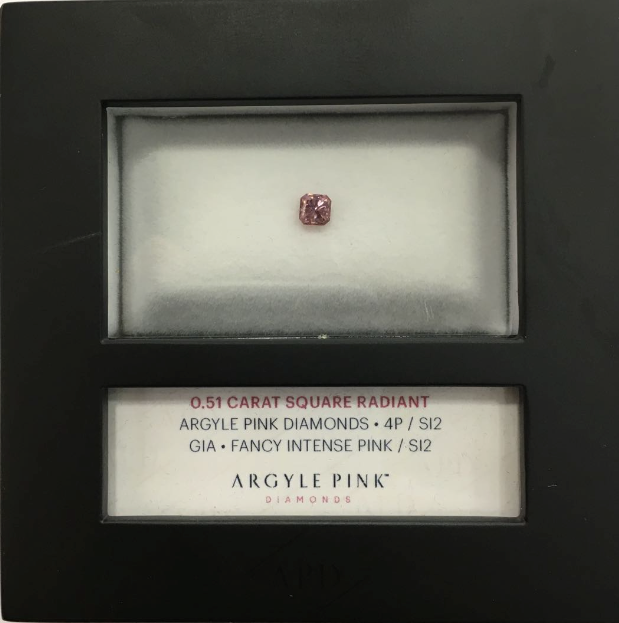 0.51 CARAT SQUARE RADIANT
ARGYLE PINK DIAMONDS • 4P / SI2
GIA • FANCY INTENSE PINK / SI2
ARGYLE PINK™
DIAMONDS